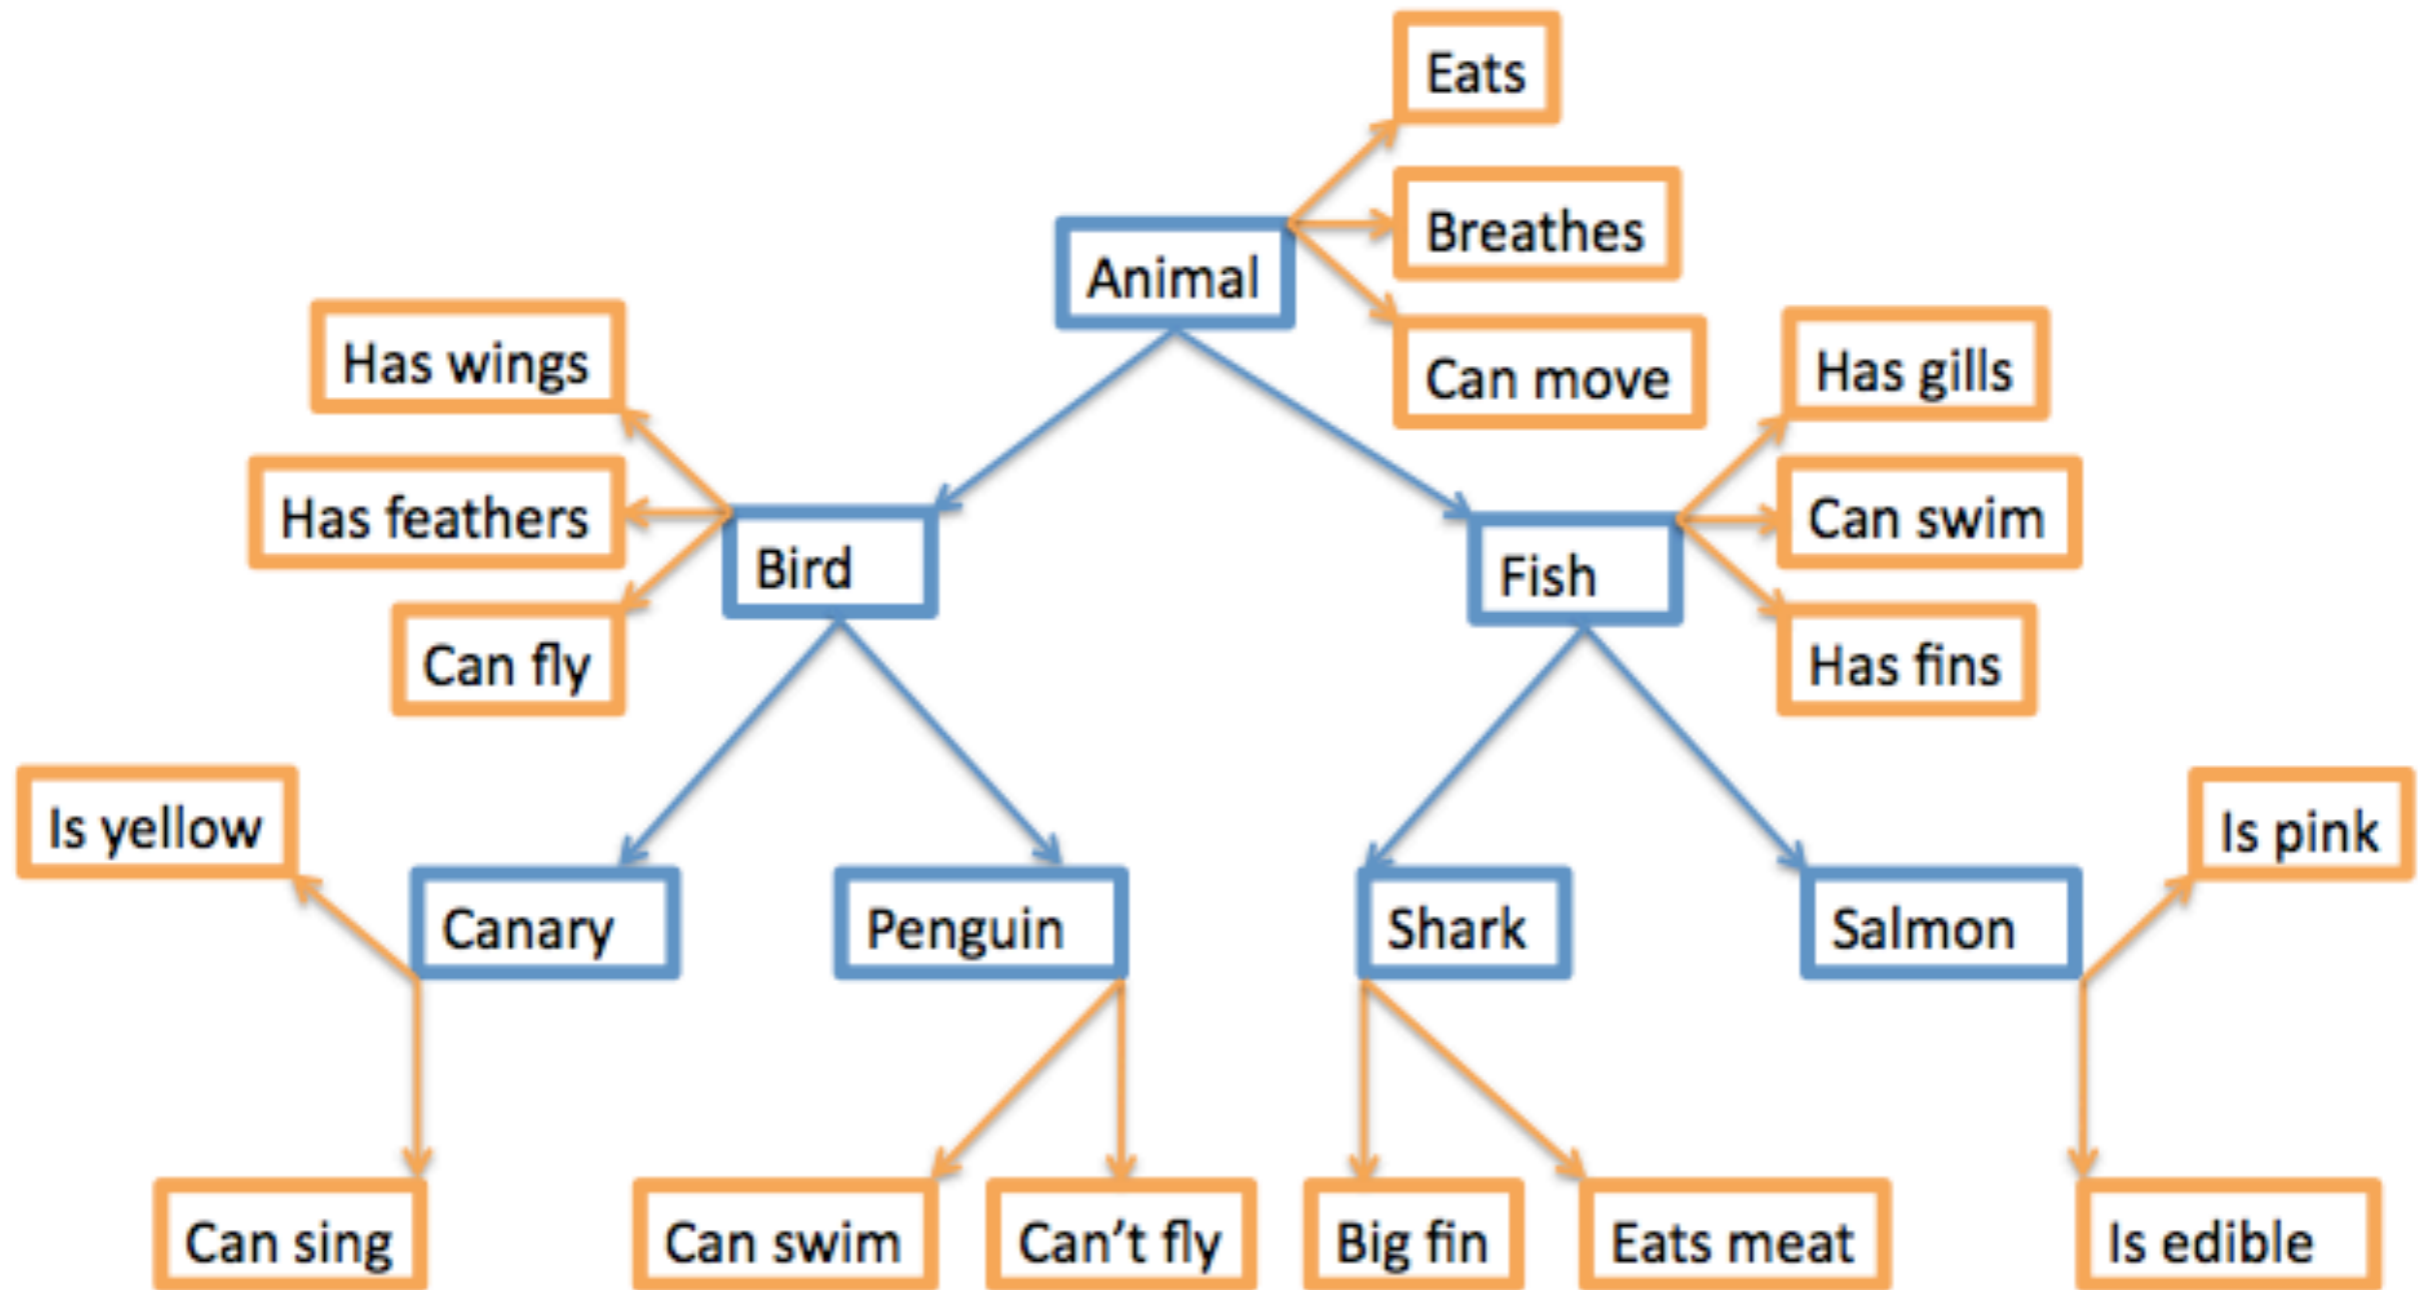 Eats
Breathes
Animal
Can move
Has wings
Has gills
Has feathers
Can swim
Bird
Fish
Can fly
Has fins
Is yellow
Is pink
Canary
Penguin
Shark
Salmon
Can sing
Can swim
Can't fly
Big fin
Eats meat
Is edible